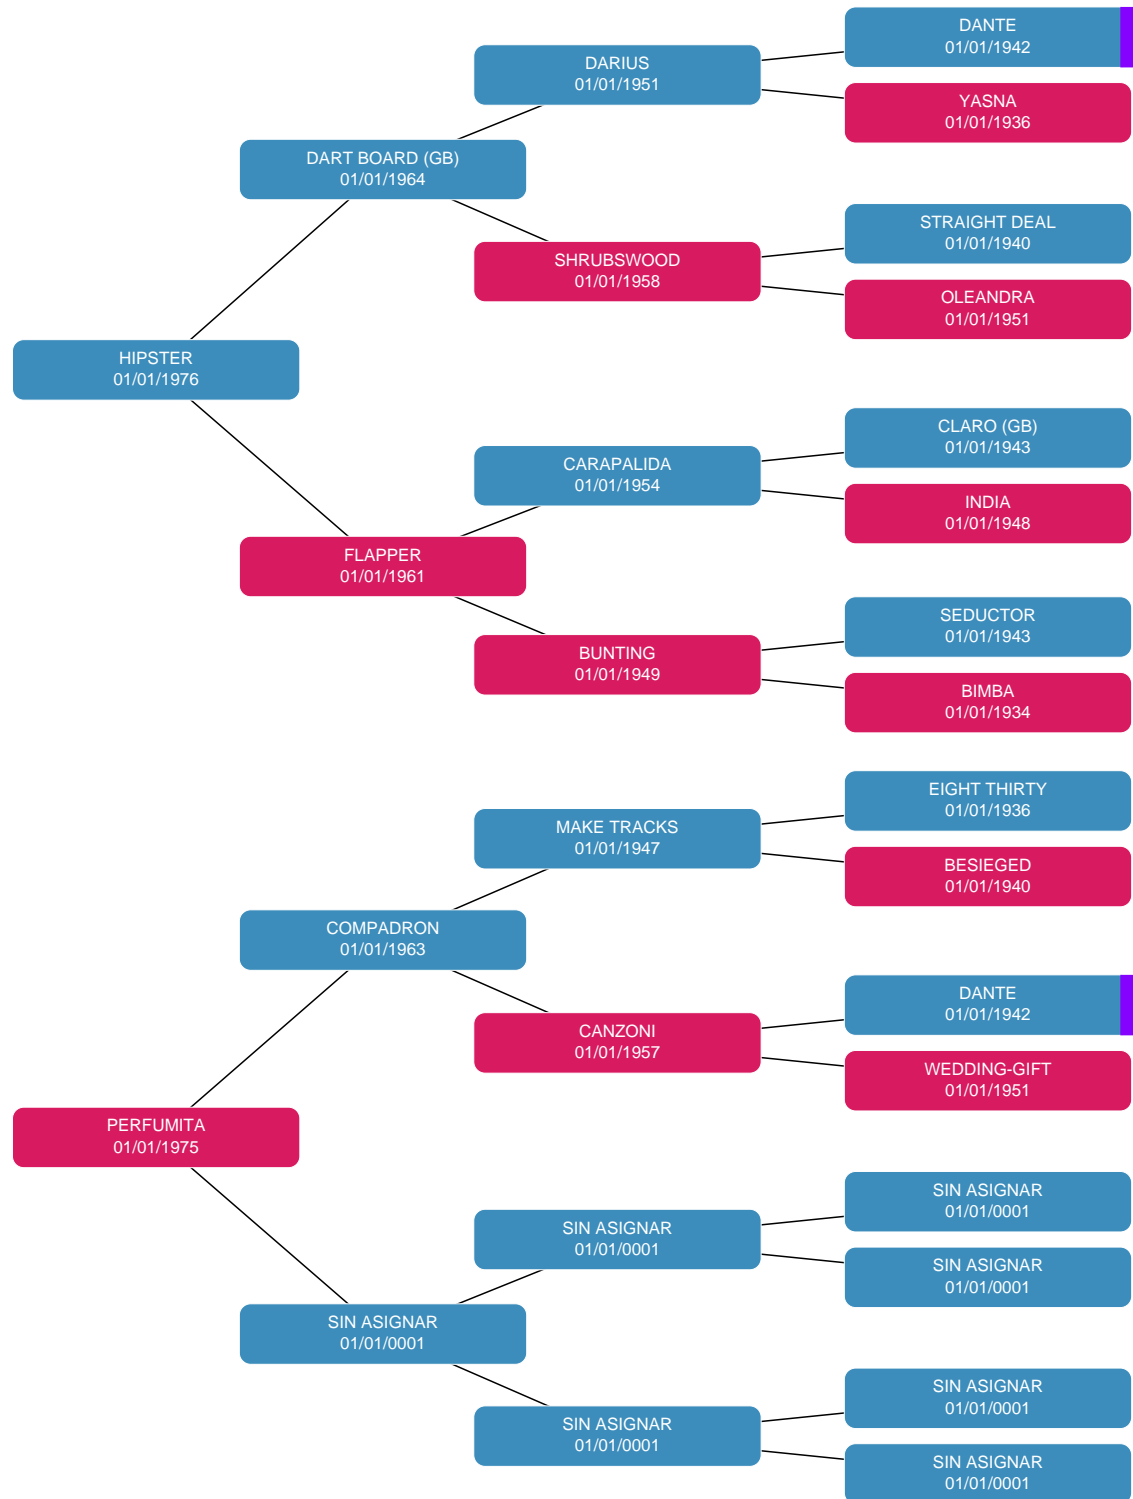 DANTE
01/01/1942
DARIUS
01/01/1951
YASNA
01/01/1936
DART BOARD (GB)
01/01/1964
STRAIGHT DEAL
01/01/1940
SHRUBSWOOD
01/01/1958
OLEANDRA
01/01/1951
HIPSTER
01/01/1976
CLARO (GB)
01/01/1943
CARAPALIDA
01/01/1954
INDIA
01/01/1948
FLAPPER
01/01/1961
SEDUCTOR
01/01/1943
BUNTING
01/01/1949
BIMBA
01/01/1934
EIGHT THIRTY
01/01/1936
MAKE TRACKS
01/01/1947
BESIEGED
01/01/1940
COMPADRON
01/01/1963
DANTE
01/01/1942
CANZONI
01/01/1957
WEDDING-GIFT
01/01/1951
PERFUMITA
01/01/1975
SIN ASIGNAR
01/01/0001
SIN ASIGNAR
01/01/0001
SIN ASIGNAR
01/01/0001
SIN ASIGNAR
01/01/0001
SIN ASIGNAR
01/01/0001
SIN ASIGNAR
01/01/0001
SIN ASIGNAR
01/01/0001